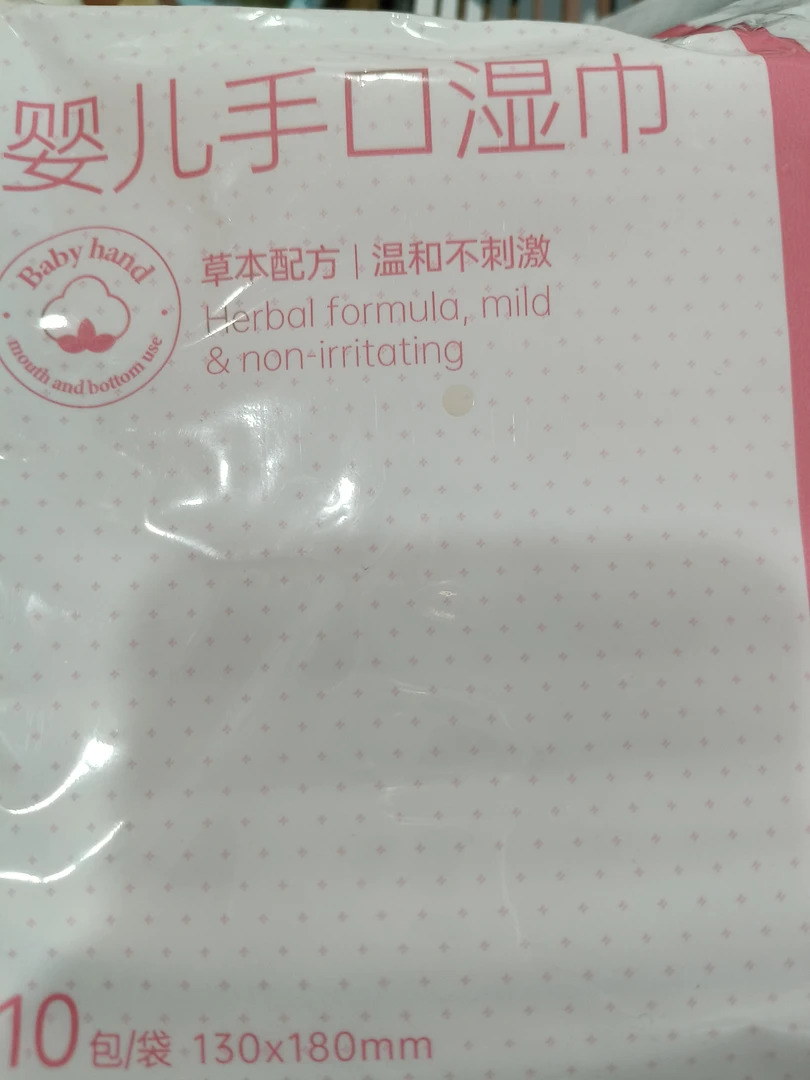 婴儿手口湿巾
Baby hand
mouth and bottom use
草本配方 | 温和不刺激
Herbal formula, mild
& non-irritating
10包/袋 130x180mm